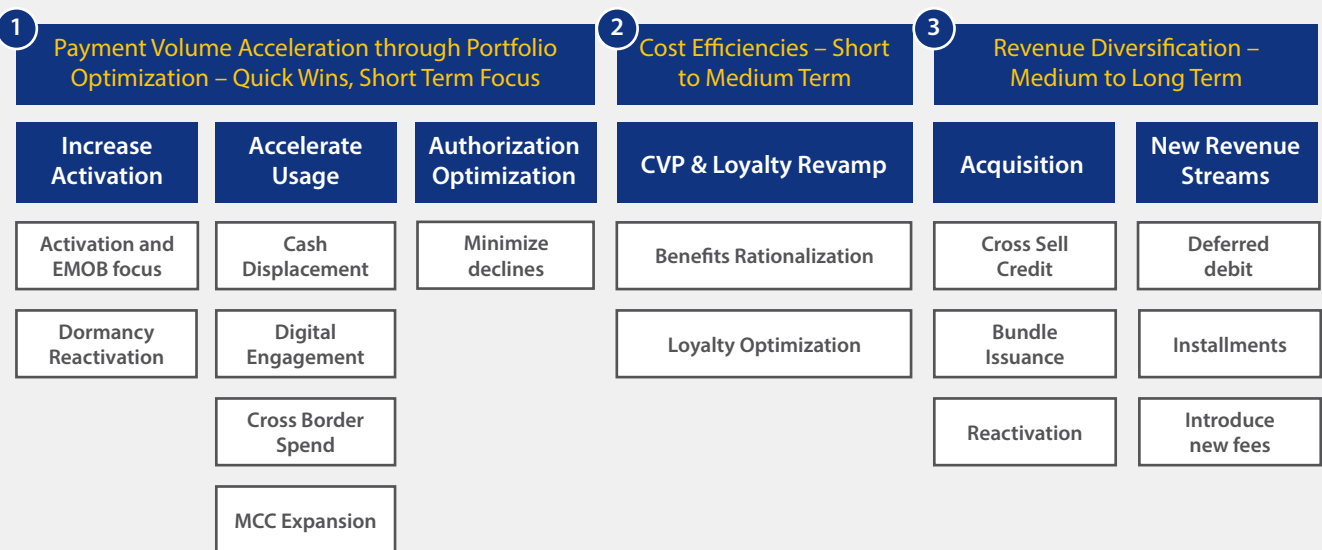 1
Payment Volume Acceleration through Portfolio
Optimization – Quick Wins, Short Term Focus
2
Cost Efficiencies – Short
to Medium Term
3
Revenue Diversification –
Medium to Long Term
Increase
Activation
Accelerate
Usage
Authorization
Optimization
CVP & Loyalty Revamp
Acquisition
New Revenue
Streams
Activation and
EMOB focus
Cash
Displacement
Minimize
declines
Benefits Rationalization
Cross Sell
Credit
Deferred
debit
Dormancy
Reactivation
Digital
Engagement
Loyalty Optimization
Bundle
Issuance
Installments
Cross Border
Spend
Reactivation
Introduce
new fees
MCC Expansion